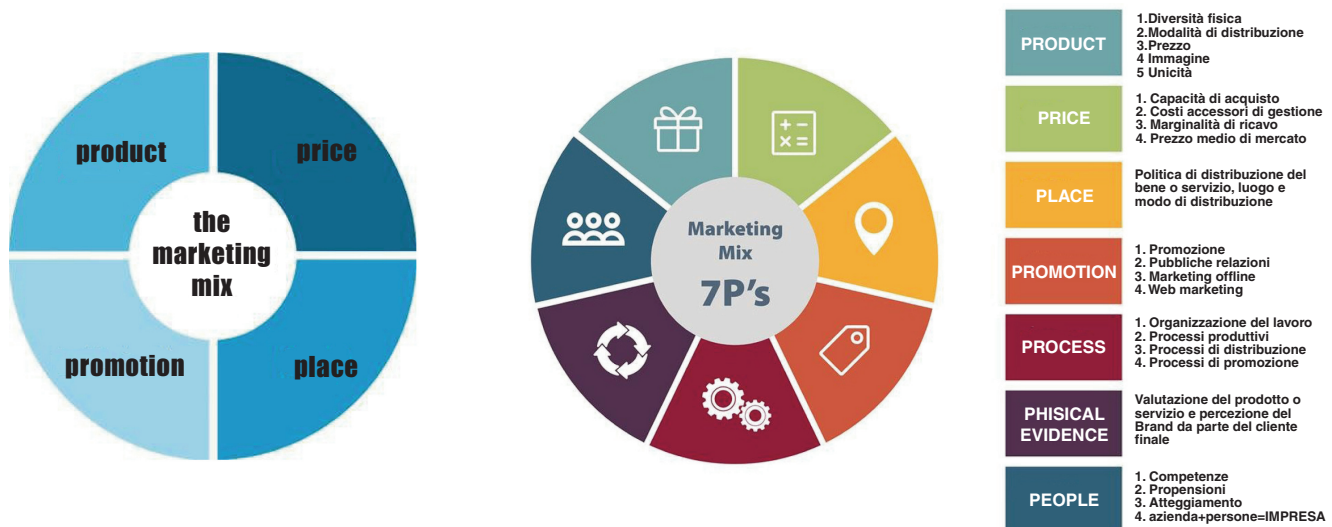 product
price
the
marketing
mix
promotion
place
Marketing
Mix
7P's
PRODUCT
1.Diversità fisica
2.Modalità di distribuzione
3.Prezzo
4 Immagine
5 Unicità
PRICE
1. Capacità di acquisto
2. Costi accessori di gestione
3. Marginalità di ricavo
4. Prezzo medio di mercato
PLACE
Politica di distribuzione del
bene o servizio, luogo e
modo di distribuzione
PROMOTION
1. Promozione
2. Pubbliche relazioni
3. Marketing offline
4. Web marketing
PROCESS
1. Organizzazione del lavoro
2. Processi produttivi
3. Processi di distribuzione
4. Processi di promozione
PHISICAL
EVIDENCE
Valutazione del prodotto o
servizio e percezione del
Brand da parte del cliente
finale
PEOPLE
1. Competenze
2. Propensioni
3. Atteggiamento
4. azienda+persone=IMPRESA